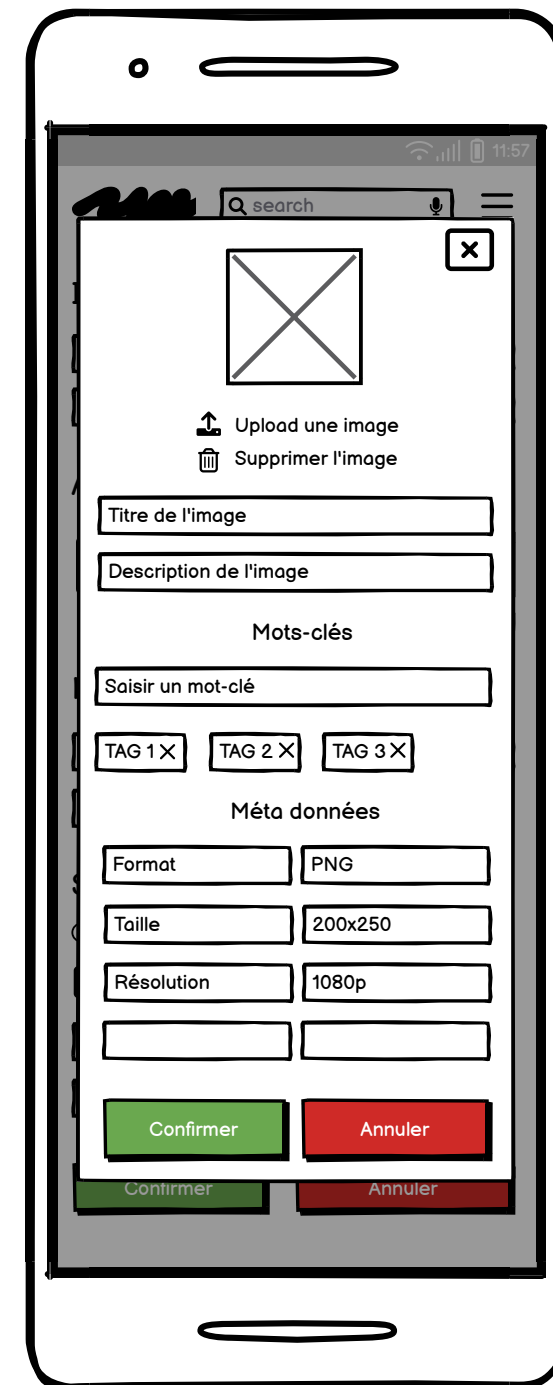 11:57
search
Upload une image
Supprimer l'image
Titre de l'image
Description de l'image
Mots-clés
Saisir un mot-clé
TAG 1 TAG 2 TAG 3
Méta données
Format PNG
Taille 200x250
Résolution 1080p
Confirmer Annuler
Confirmer Annuler